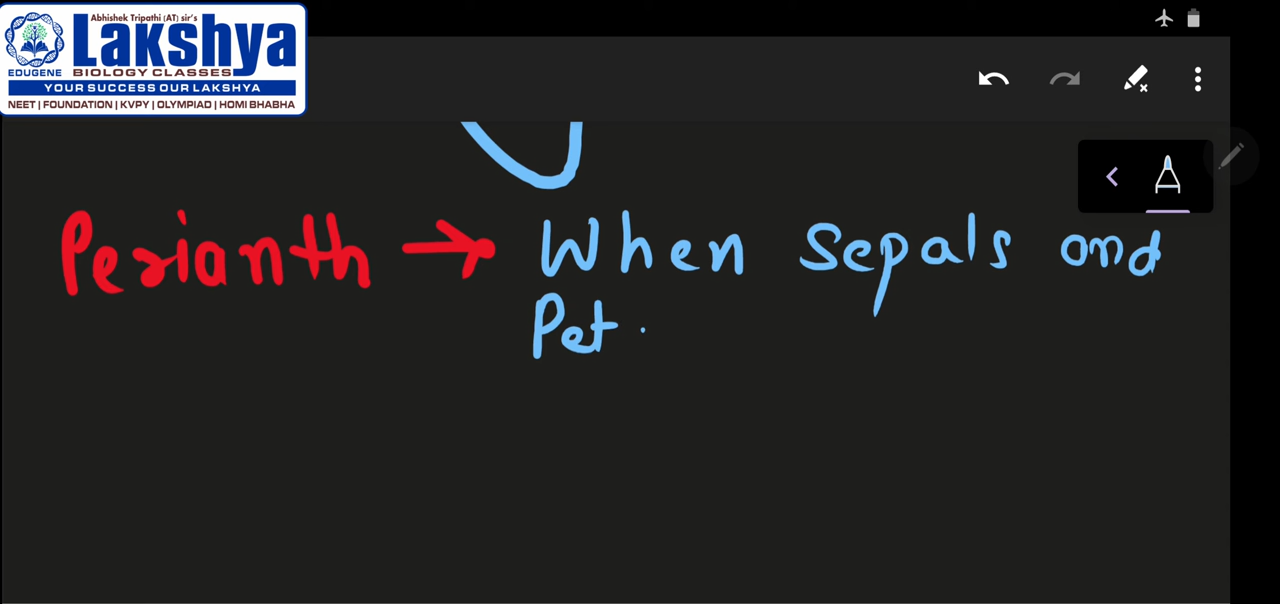 Abhishek Tripathi (AT) sir's
Lakshya
EDUGENE BIOLOGY CLASSES
YOUR SUCCESS OUR LAKSHYA
NEET | FOUNDATION | KVPY | OLYMPIAD | HOMI BHABHA
Perianth → When Sepals and
Pet